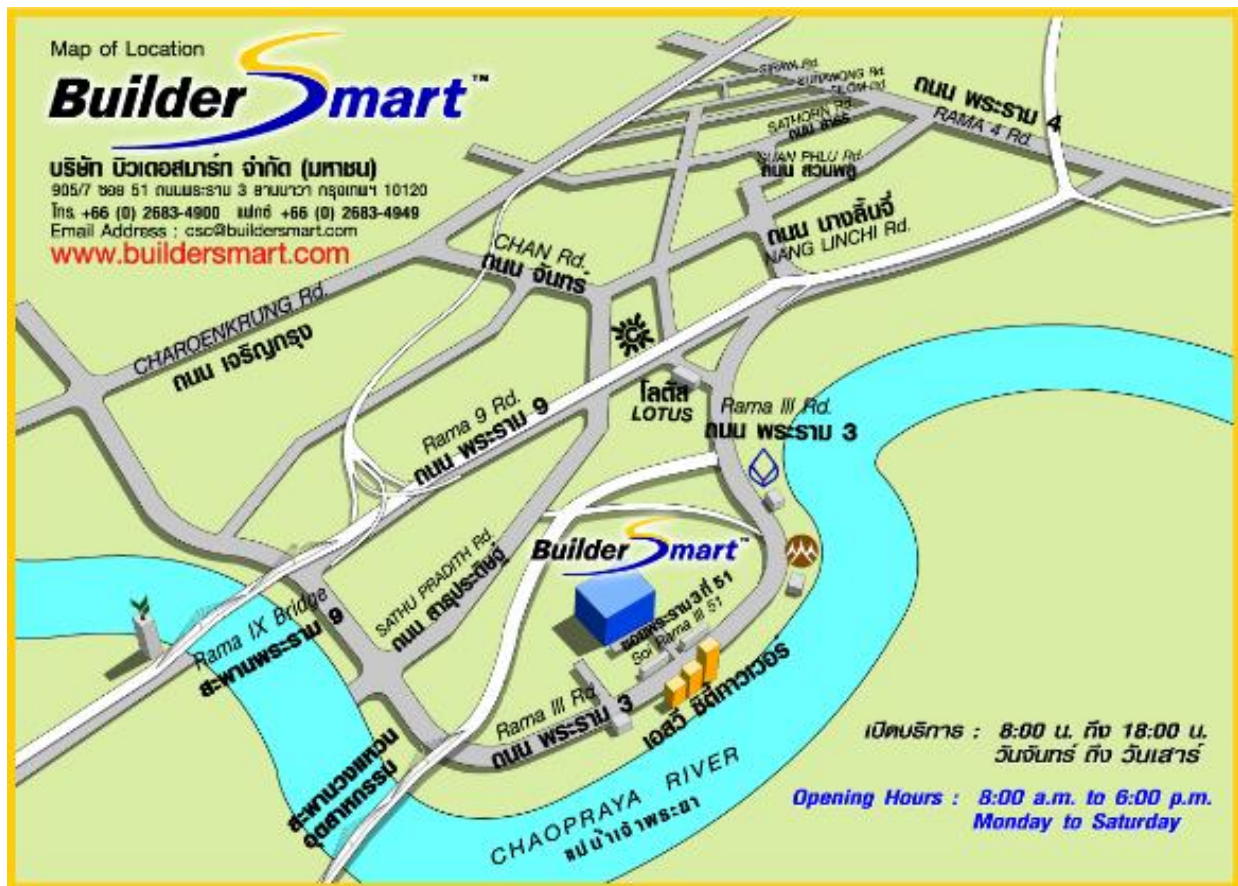 Map of Location
BuilderSmart™
บริษัท บิวเดอสมาร์ท จำกัด (มหาชน)
905/7 ซอย 51 ถนนพระราม 3 ยานนาวา กรุงเทพฯ 10120
โทร. +66 (0) 2683-4900 แฟกซ์ +66 (0) 2683-4949
Email Address : csc@buildersmart.com
www.buildersmart.com
SURAWONG Rd.
SILOM Rd.
SATHORN Rd.
ถนน สาธร
SUAN PHLU Rd.
ถนน สวนพลู
ถนน พระราม 4
RAMA 4 Rd.
ถนน นางลิ้นจี่
NANG LINCHI Rd.
CHAN Rd.
ถนน จันทร์
CHAROENKRUNG Rd.
ถนน เจริญกรุง
Rama 9 Rd.
ถนน พระราม 9
โลตัส
LOTUS
Rama III Rd.
ถนน พระราม 3
BuilderSmart™
SATHU PRADITH Rd.
ถนน สาธุประดิษฐ์
ซอยพระราม 3 ที่ 51
Soi Rama III 51
Rama IX Bridge
สะพานพระราม 9
Rama III Rd.
ถนน พระราม 3
เอสวี ซิตี้ทาวเวอร์
สะพานวงแหวน
อุตสาหกรรม
CHAOPRAYA RIVER
แม่น้ำเจ้าพระยา
เปิดบริการ : 8:00 น. ถึง 18:00 น.
วันจันทร์ ถึง วันเสาร์
Opening Hours : 8:00 a.m. to 6:00 p.m.
Monday to Saturday